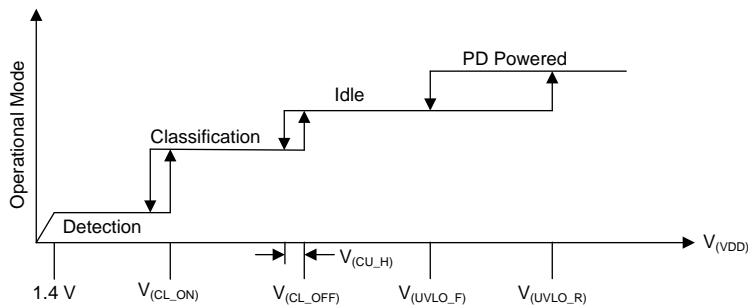 Operational Mode
PD Powered
Idle
Classification
Detection
V(VDD)
V(CU_H)
1.4 V
V(CL_ON)
V(CL_OFF)
V(UVLO_F)
V(UVLO_R)